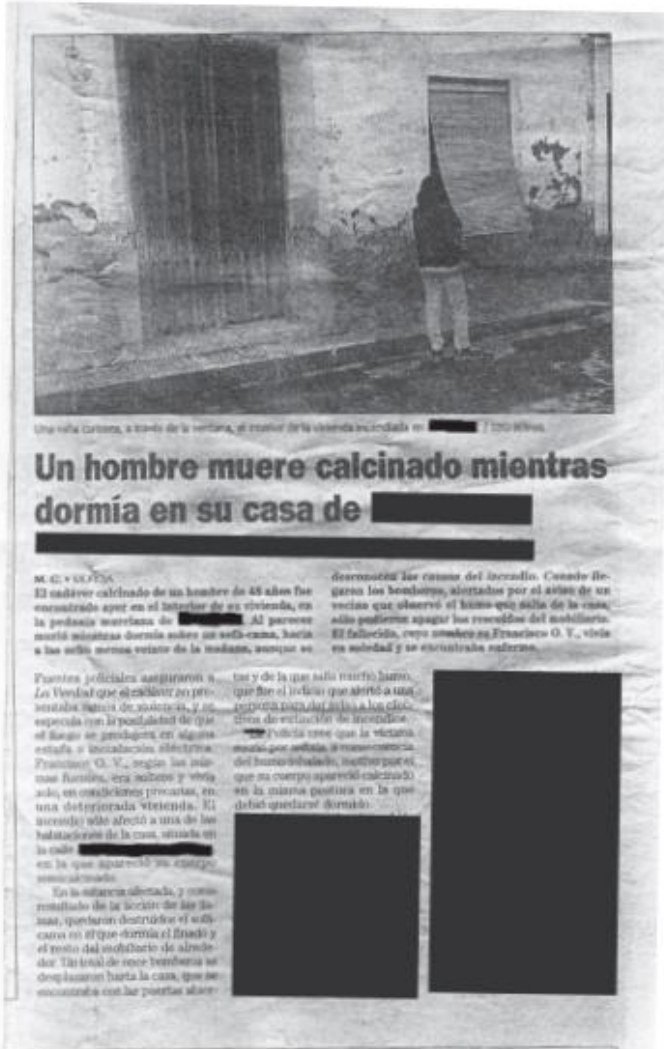 Una niña curiosea, a través de la ventana, el interior de la vivienda incendiada en
Un hombre muere calcinado mientras
dormía en su casa de
M. C. • MURCIA
El cadáver calcinado de un hombre de 48 años fue
encontrado ayer en el interior de su vivienda, en
la pedanía murciana de . Al parecer
murió mientras dormía sobre un sofá-cama, hacia
a las ocho menos veinte de la mañana, aunque se
desconocen las causas del incendio. Cuando lle-
garon los bomberos, alertados por el aviso de un
vecino que observó el humo que salía de la casa,
sólo pudieron apagar los rescoldos del mobiliario.
El fallecido, cuyo nombre es Francisco O. V., vivía
en soledad y se encontraba enfermo.
Fuentes policiales aseguraron a
La Verdad que el cadáver no pre-
sentaba signos de violencia, y se
especula con la posibilidad de que
el fuego se produjera en alguna
estufa o instalación eléctrica.
Francisco O. V., según las mis-
mas fuentes, era soltero y vivía
solo, en condiciones precarias, en
una deteriorada vivienda. El
incendio sólo afectó a una de las
habitaciones de la casa, situada en
la calle
en la que apareció su cuerpo
semicalcinado.
En la estancia afectada, y como
resultado de la acción de las lla-
mas, quedaron destruidos el sofá-
cama en el que dormía el finado y
el resto del mobiliario de alrede-
dor. Un total de once bomberos se
desplazaron hasta la casa, que se
encontraba con las puertas abier-
tas y de la que salía mucho humo,
que fue el indicio que alertó a una
persona para dar aviso a los efec-
tivos de extinción de incendios.
La Policía cree que la víctima
murió por asfixia, a consecuencia
del humo inhalado, motivo por el
que su cuerpo apareció calcinado
en la misma postura en la que
debió quedarse dormido.